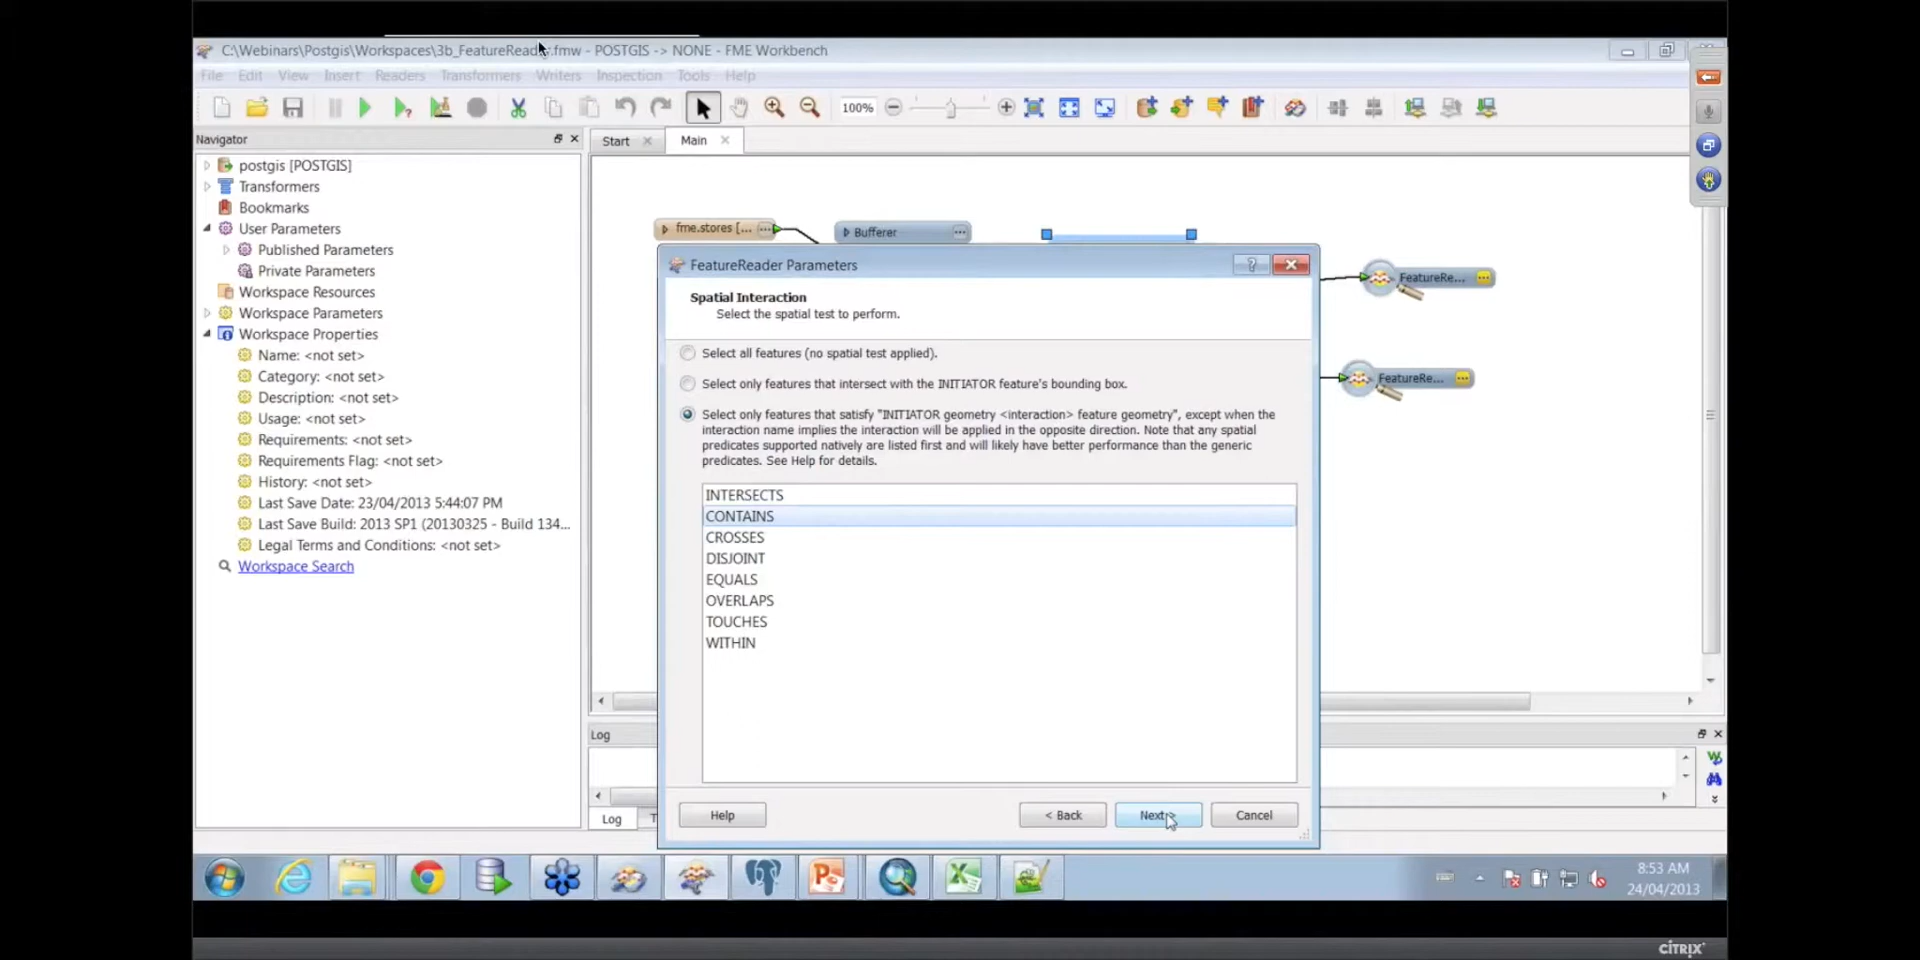 C:\Webinars\Postgis\Workspaces\3b_FeatureReader.fmw - POSTGIS -> NONE - FME Workbench
File Edit View Insert Readers Transformers Writers Inspection Tools Help
100%
Navigator
Start
Main
postgis [POSTGIS]
Transformers
Bookmarks
User Parameters
Published Parameters
Private Parameters
Workspace Resources
Workspace Parameters
Workspace Properties
Name: <not set>
Category: <not set>
Description: <not set>
Usage: <not set>
Requirements: <not set>
Requirements Flag: <not set>
History: <not set>
Last Save Date: 23/04/2013 5:44:07 PM
Last Save Build: 2013 SP1 (20130325 - Build 134...
Legal Terms and Conditions: <not set>
Workspace Search
fme.stores [...
Bufferer
FeatureRe...
FeatureRe...
FeatureReader Parameters
Spatial Interaction
Select the spatial test to perform.
Select all features (no spatial test applied).
Select only features that intersect with the INITIATOR feature's bounding box.
Select only features that satisfy "INITIATOR geometry <interaction> feature geometry", except when the
interaction name implies the interaction will be applied in the opposite direction. Note that any spatial
predicates supported natively are listed first and will likely have better performance than the generic
predicates. See Help for details.
INTERSECTS
CONTAINS
CROSSES
DISJOINT
EQUALS
OVERLAPS
TOUCHES
WITHIN
Help
< Back
Next >
Cancel
Log
Log
8:53 AM
24/04/2013
CITRIX